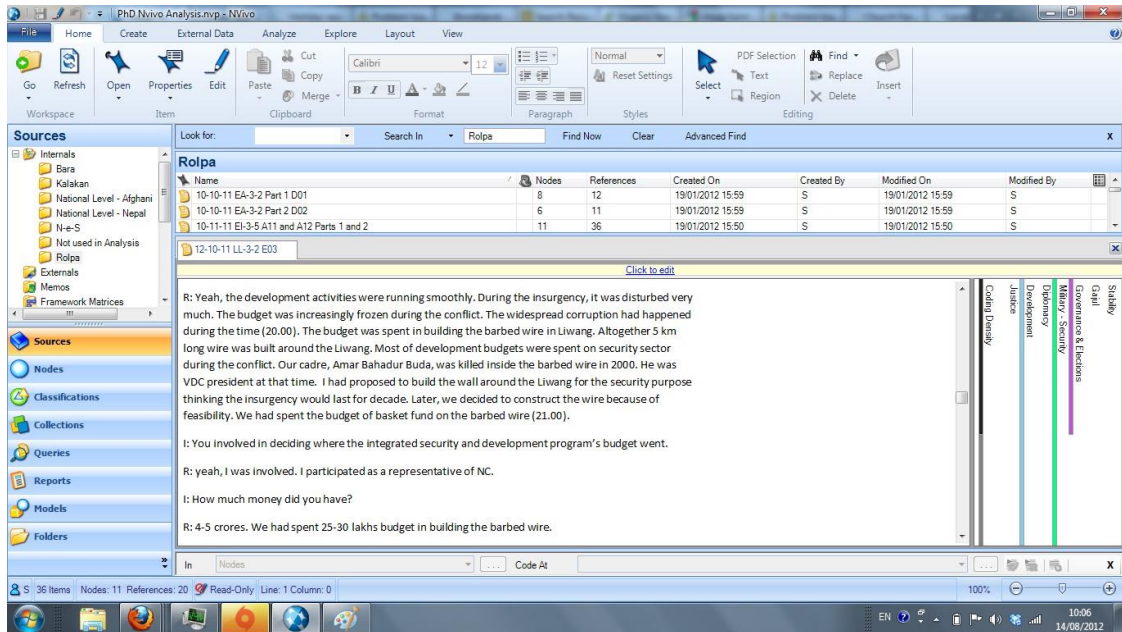 PhD Nvivo Analysis.nvp - NVivo
File Home Create External Data Analyze Explore Layout View
Go Refresh Open Properties Edit Paste Cut Copy Merge Calibri 12 B I U A Normal Reset Settings Select PDF Selection Text Region Find Replace Delete Insert
Workspace Item Clipboard Format Paragraph Styles Editing
Sources
Look for: Search In Rolpa Find Now Clear Advanced Find X
Internals
Bara
Kalakan
National Level - Afghani
National Level - Nepal
N-e-S
Not used in Analysis
Rolpa
Externals
Memos
Framework Matrices
Sources
Nodes
Classifications
Collections
Queries
Reports
Models
Folders
Rolpa
Name Nodes References Created On Created By Modified On Modified By
10-10-11 EA-3-2 Part 1 D01 8 12 19/01/2012 15:59 S 19/01/2012 15:59 S
10-10-11 EA-3-2 Part 2 D02 6 11 19/01/2012 15:59 S 19/01/2012 15:59 S
10-11-11 EI-3-5 A11 and A12 Parts 1 and 2 11 36 19/01/2012 15:50 S 19/01/2012 15:50 S
12-10-11 LL-3-2 E03
Click to edit
R: Yeah, the development activities were running smoothly. During the insurgency, it was disturbed very
much. The budget was increasingly frozen during the conflict. The widespread corruption had happened
during the time (20.00). The budget was spent in building the barbed wire in Liwang. Altogether 5 km
long wire was built around the Liwang. Most of development budgets were spent on security sector
during the conflict. Our cadre, Amar Bahadur Buda, was killed inside the barbed wire in 2000. He was
VDC president at that time. I had proposed to build the wall around the Liwang for the security purpose
thinking the insurgency would last for decade. Later, we decided to construct the wire because of
feasibility. We had spent the budget of basket fund on the barbed wire (21.00).
I: You involved in deciding where the integrated security and development program's budget went.
R: yeah, I was involved. I participated as a representative of NC.
I: How much money did you have?
R: 4-5 crores. We had spent 25-30 lakhs budget in building the barbed wire.
Coding Density
Justice
Development
Diplomacy
Military - Security
Governance & Elections
Gajul
Stability
In Nodes ... Code At ... X
S 36 Items Nodes: 11 References: 20 Read-Only Line: 1 Column: 0 100%
EN 10:06
14/08/2012